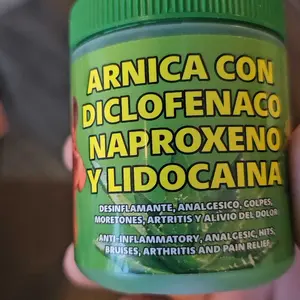 ARNICA CON
DICLOFENACO
NAPROXENO
Y LIDOCAINA
DESINFLAMANTE, ANALGESICO, GOLPES,
MORETONES, ARTRITIS Y ALIVIO DEL DOLOR
ANTI-INFLAMMATORY, ANALGESIC, HITS,
BRUISES, ARTHRITIS AND PAIN RELIEF